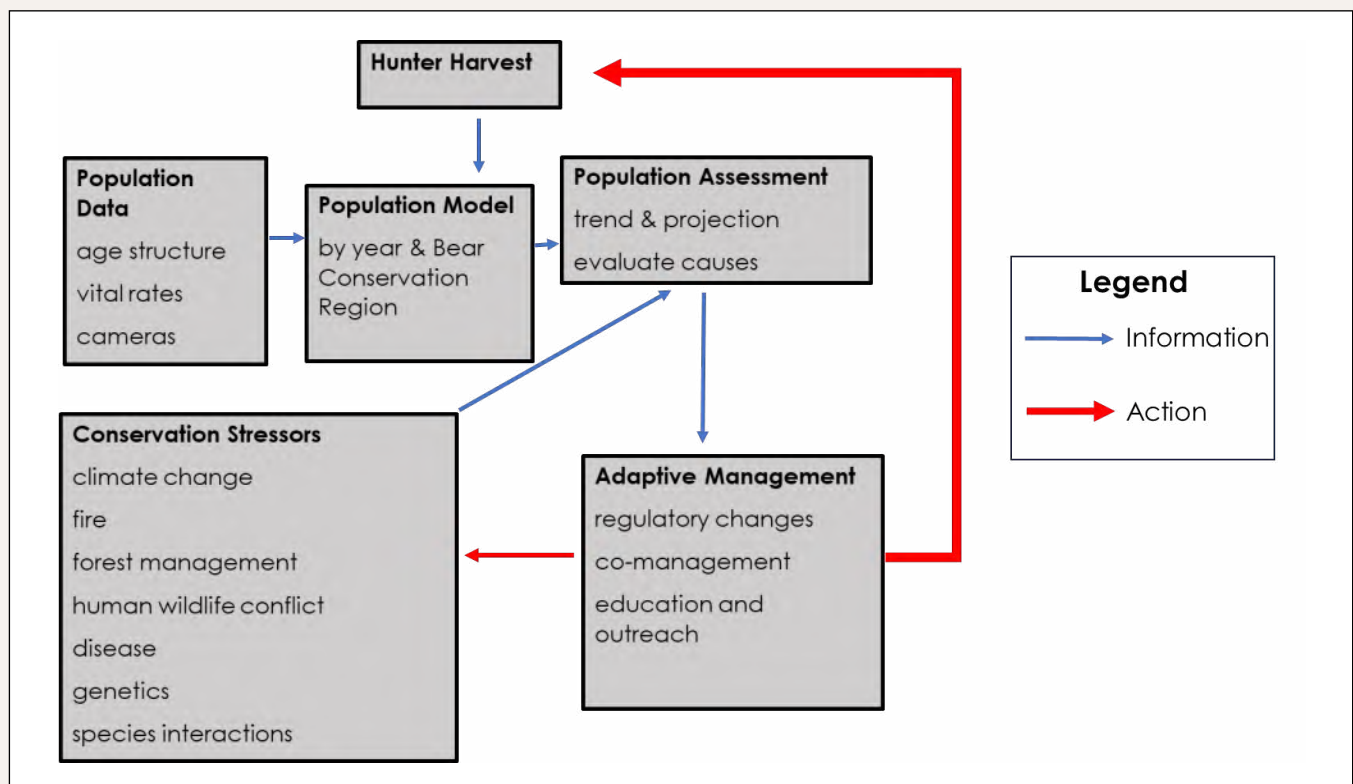 Hunter Harvest
Population
Data
age structure
vital rates
cameras
Population Model
by year & Bear
Conservation
Region
Population Assessment
trend & projection
evaluate causes
Conservation Stressors
climate change
fire
forest management
human wildlife conflict
disease
genetics
species interactions
Adaptive Management
regulatory changes
co-management
education and
outreach
Legend
Information
Action